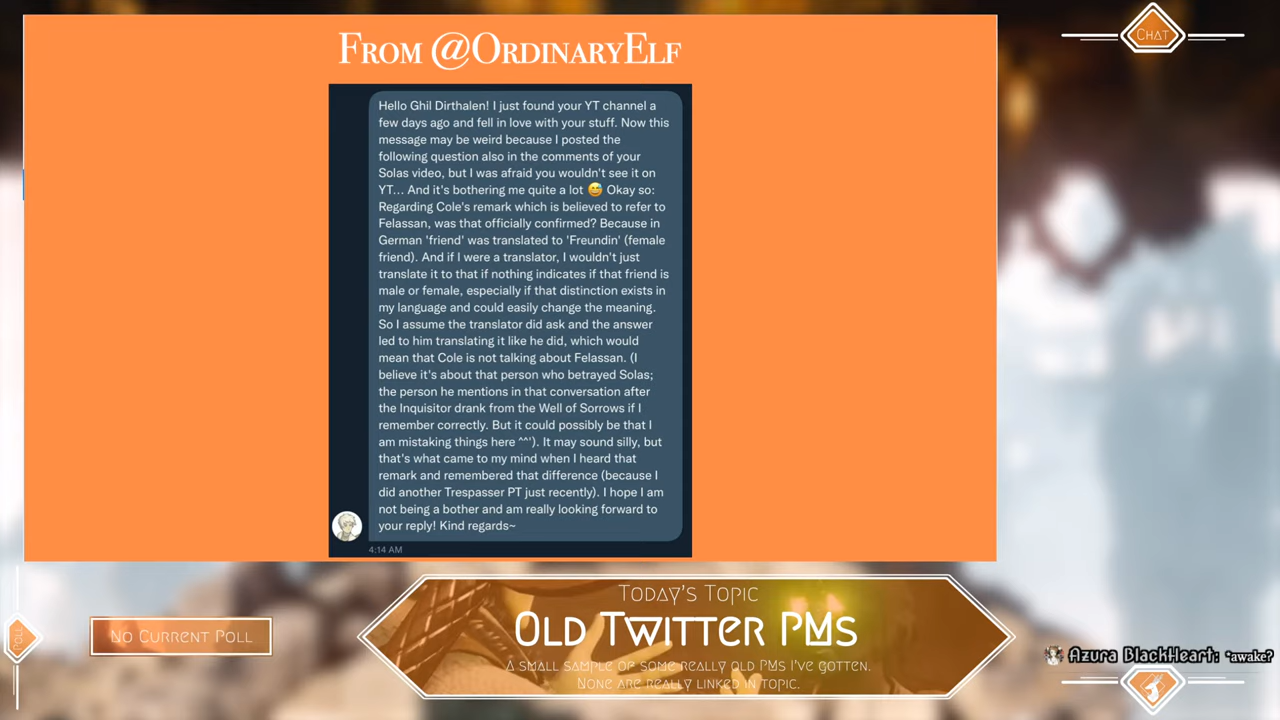 From @OrdinaryElf
Hello Ghil Dirthalen! I just found your YT channel a
few days ago and fell in love with your stuff. Now this
message may be weird because I posted the
following question also in the comments of your
Solas video, but I was afraid you wouldn't see it on
YT... And it's bothering me quite a lot 😅 Okay so:
Regarding Cole's remark which is believed to refer to
Felassan, was that officially confirmed? Because in
German 'friend' was translated to 'Freundin' (female
friend). And if I were a translator, I wouldn't just
translate it to that if nothing indicates if that friend is
male or female, especially if that distinction exists in
my language and could easily change the meaning.
So I assume the translator did ask and the answer
led to him translating it like he did, which would
mean that Cole is not talking about Felassan. (I
believe it's about that person who betrayed Solas;
the person he mentions in that conversation after
the Inquisitor drank from the Well of Sorrows if I
remember correctly. But it could possibly be that I
am mistaking things here ^^'). It may sound silly, but
that's what came to my mind when I heard that
remark and remembered that difference (because I
did another Trespasser PT just recently). I hope I am
not being a bother and am really looking forward to
your reply! Kind regards~
4:14 AM
Chat
Poll
No Current Poll
Today's Topic
Old Twitter PMs
A small sample of some really old PMs I've gotten.
None are really linked in topic.
Azura BlackHeart: *awake?